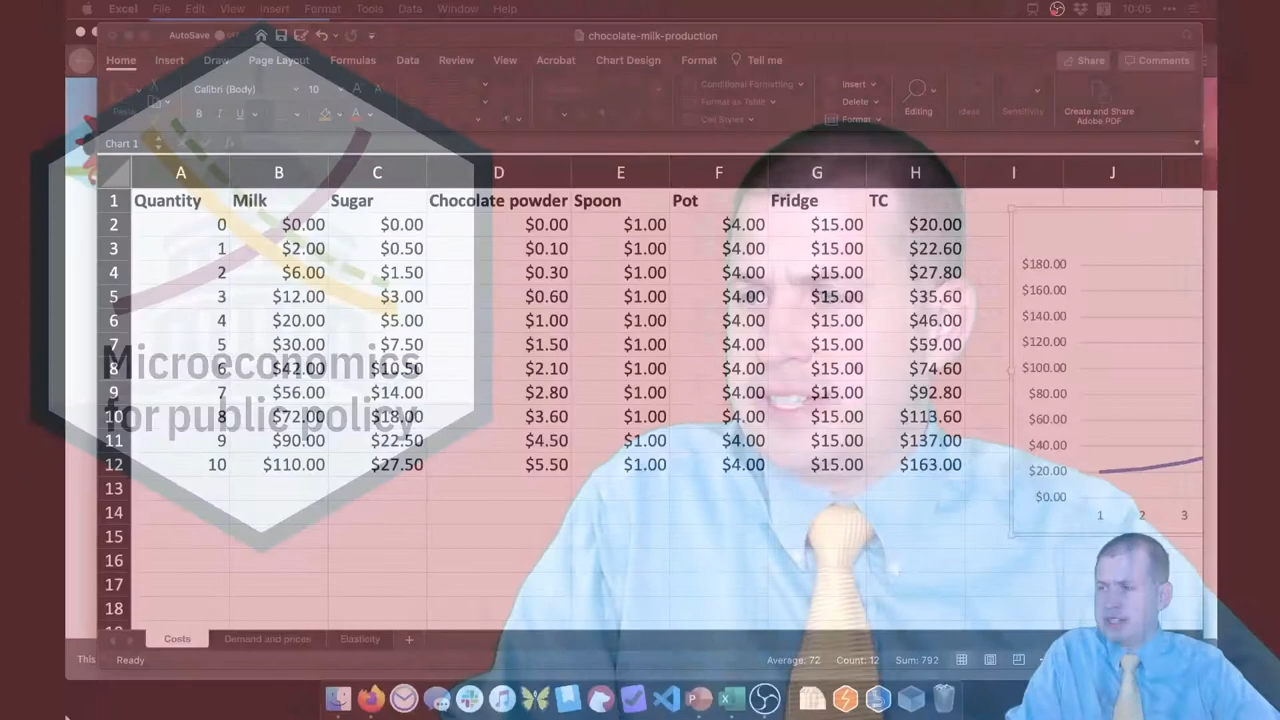 Excel File Edit View Insert Format Tools Data Window Help 10:05
AutoSave chocolate-milk-production
Home Insert Draw Page Layout Formulas Data Review View Acrobat Chart Design Format Tell me Share Comments
Calibri (Body) 10 Conditional Formatting Insert
Format as Table Delete Editing Ideas Sensitivity Create and Share
B I U A Cell Styles Format Adobe PDF
Chart 1
A B C D E F G H I J
1 Quantity Milk Sugar Chocolate powder Spoon Pot Fridge TC
2 0 $0.00 $0.00 $0.00 $1.00 $4.00 $15.00 $20.00
3 1 $2.00 $0.50 $0.10 $1.00 $4.00 $15.00 $22.60
4 2 $6.00 $1.50 $0.30 $1.00 $4.00 $15.00 $27.80
5 3 $12.00 $3.00 $0.60 $1.00 $4.00 $15.00 $35.60
6 4 $20.00 $5.00 $1.00 $1.00 $4.00 $15.00 $46.00
7 5 $30.00 $7.50 $1.50 $1.00 $4.00 $15.00 $59.00
8 6 $42.00 $10.50 $2.10 $1.00 $4.00 $15.00 $74.60
9 7 $56.00 $14.00 $2.80 $1.00 $4.00 $15.00 $92.80
10 8 $72.00 $18.00 $3.60 $1.00 $4.00 $15.00 $113.60
11 9 $90.00 $22.50 $4.50 $1.00 $4.00 $15.00 $137.00
12 10 $110.00 $27.50 $5.50 $1.00 $4.00 $15.00 $163.00
13
14
15
16
17
18
$180.00
$160.00
$140.00
$120.00
$100.00
$80.00
$60.00
$40.00
$20.00
$0.00
1 2 3
Microeconomics
for public policy
Costs Demand and prices Elasticity +
This Ready Average: 72 Count: 12 Sum: 792